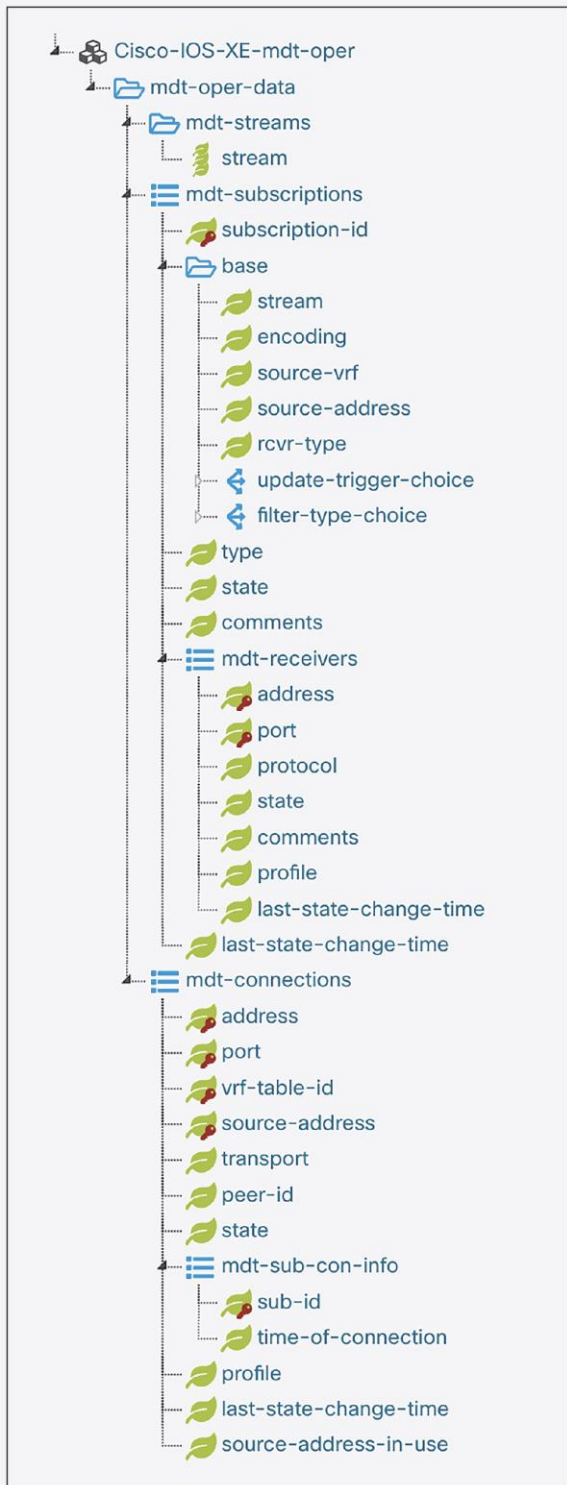 Cisco-IOS-XE-mdt-oper
mdt-oper-data
mdt-streams
stream
mdt-subscriptions
subscription-id
base
stream
encoding
source-vrf
source-address
rcvr-type
update-trigger-choice
filter-type-choice
type
state
comments
mdt-receivers
address
port
protocol
state
comments
profile
last-state-change-time
last-state-change-time
mdt-connections
address
port
vrf-table-id
source-address
transport
peer-id
state
mdt-sub-con-info
sub-id
time-of-connection
profile
last-state-change-time
source-address-in-use